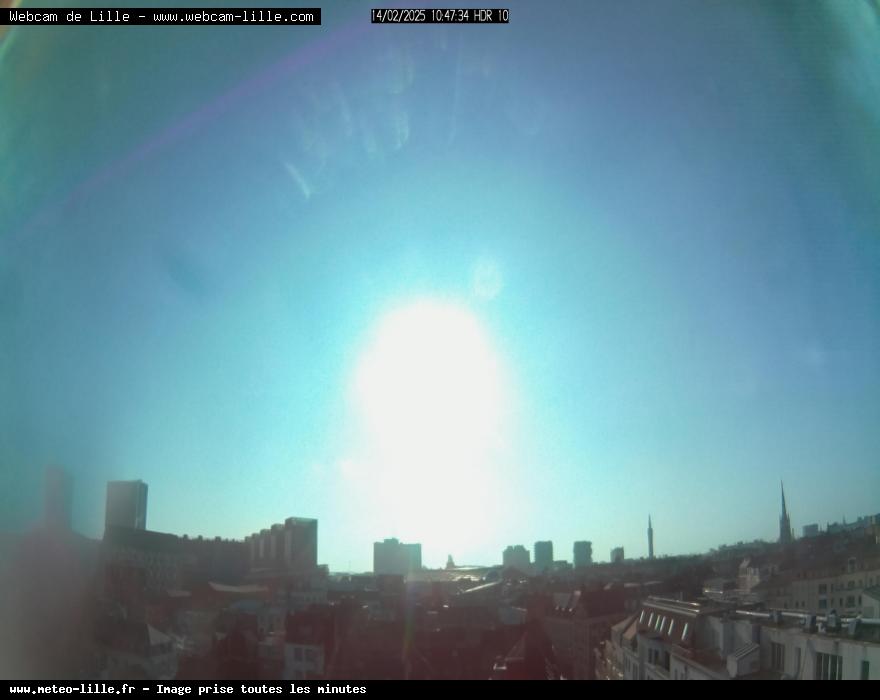 Webcam de Lille - www.webcam-lille.com
14/02/2025 10:47:34 HDR 10
www.meteo-lille.fr - Image prise toutes les minutes